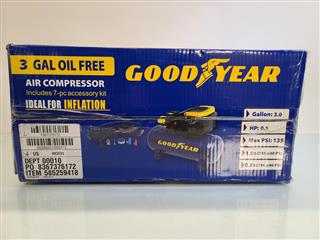 3 GAL OIL FREE
AIR COMPRESSOR
Includes 7-pc accessory kit
IDEAL FOR INFLATION
GOODYEAR
Gallon: 3.0
HP: 0.5
Max PSI: 135
DEPT 00010
PO 8367376172
ITEM 585259418